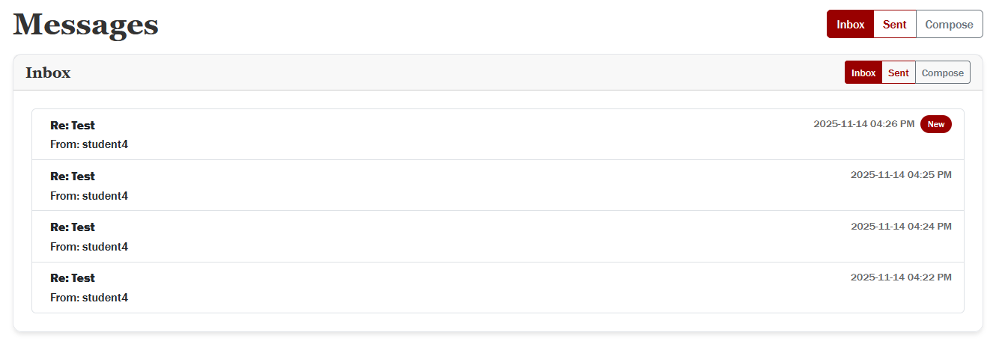 Messages
Inbox Sent Compose
Inbox
Inbox Sent Compose
Re: Test
2025-11-14 04:26 PM New
From: student4
Re: Test
2025-11-14 04:25 PM
From: student4
Re: Test
2025-11-14 04:24 PM
From: student4
Re: Test
2025-11-14 04:22 PM
From: student4